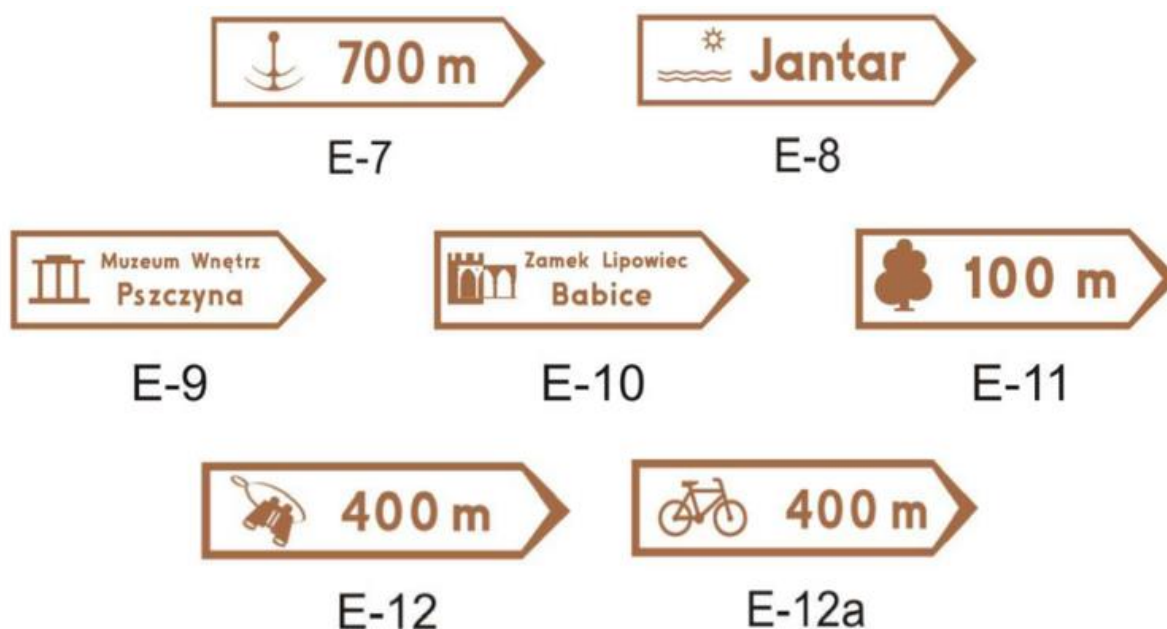 700 m
Jantar
E-7
E-8
Muzeum Wnętrz
Pszczyna
Zamek Lipowiec
Babice
100 m
E-9
E-10
E-11
400 m
400 m
E-12
E-12a